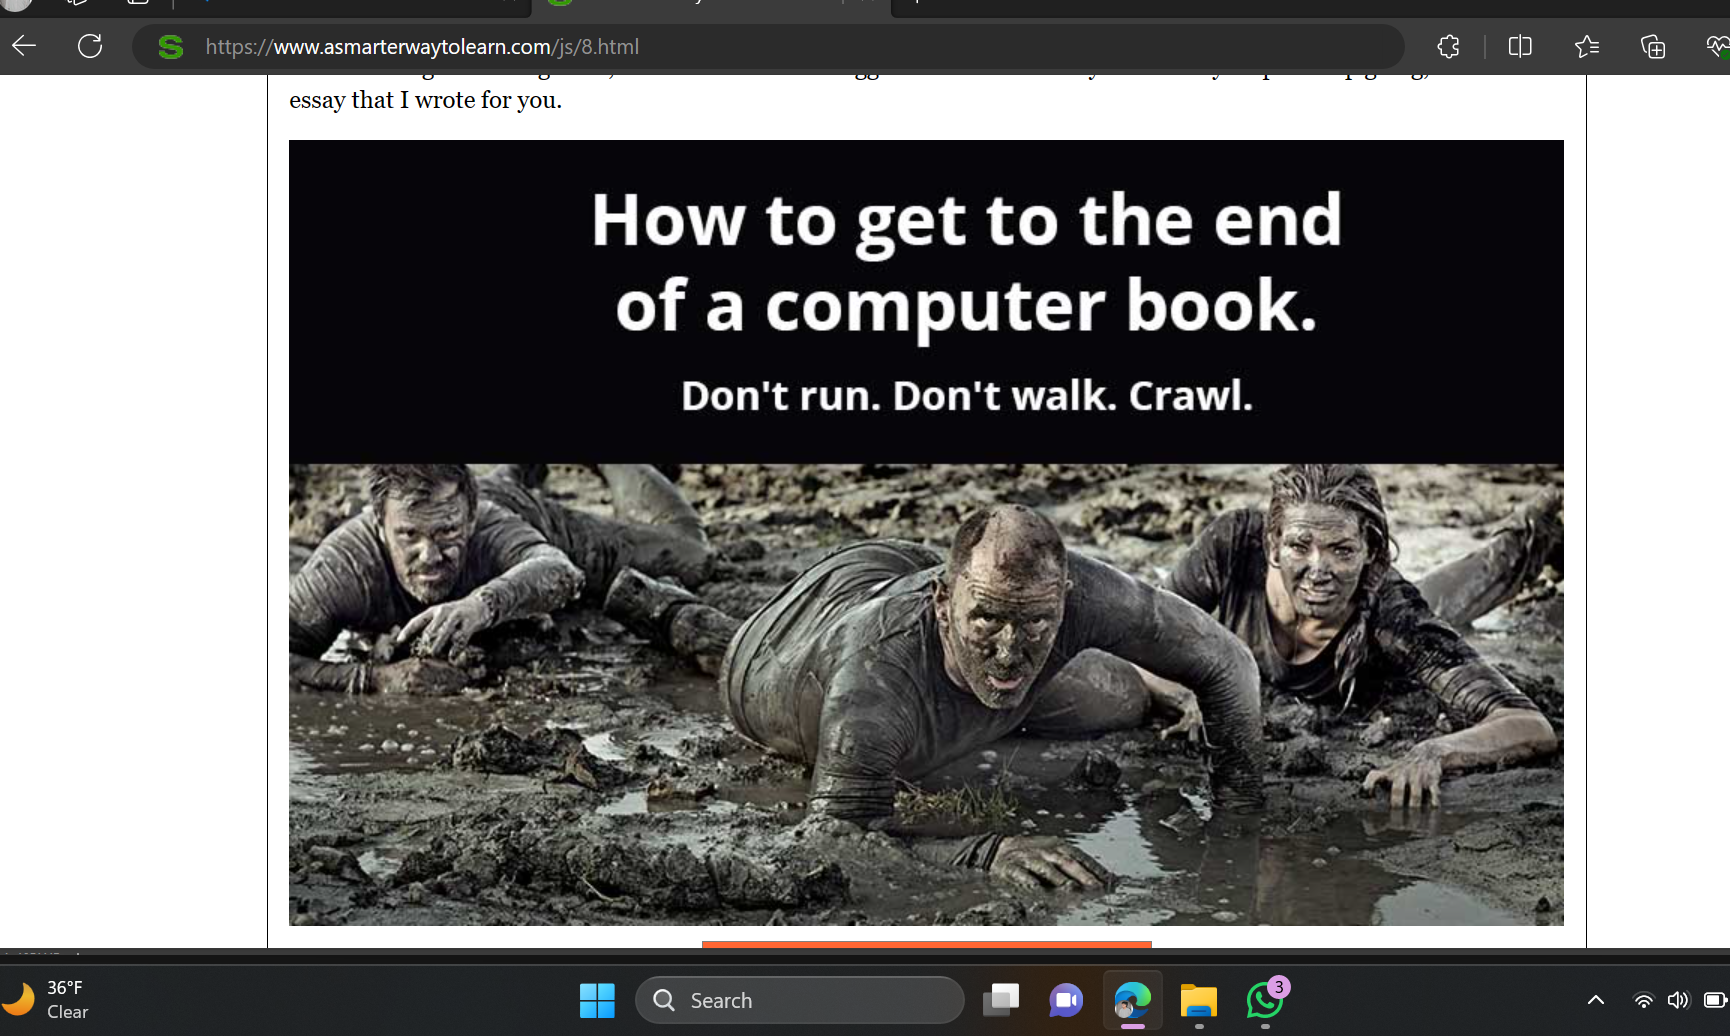 https://www.asmarterwaytolearn.com/js/8.html
essay that I wrote for you.
How to get to the end
of a computer book.
Don't run. Don't walk. Crawl.
36°F
Clear
Search
3